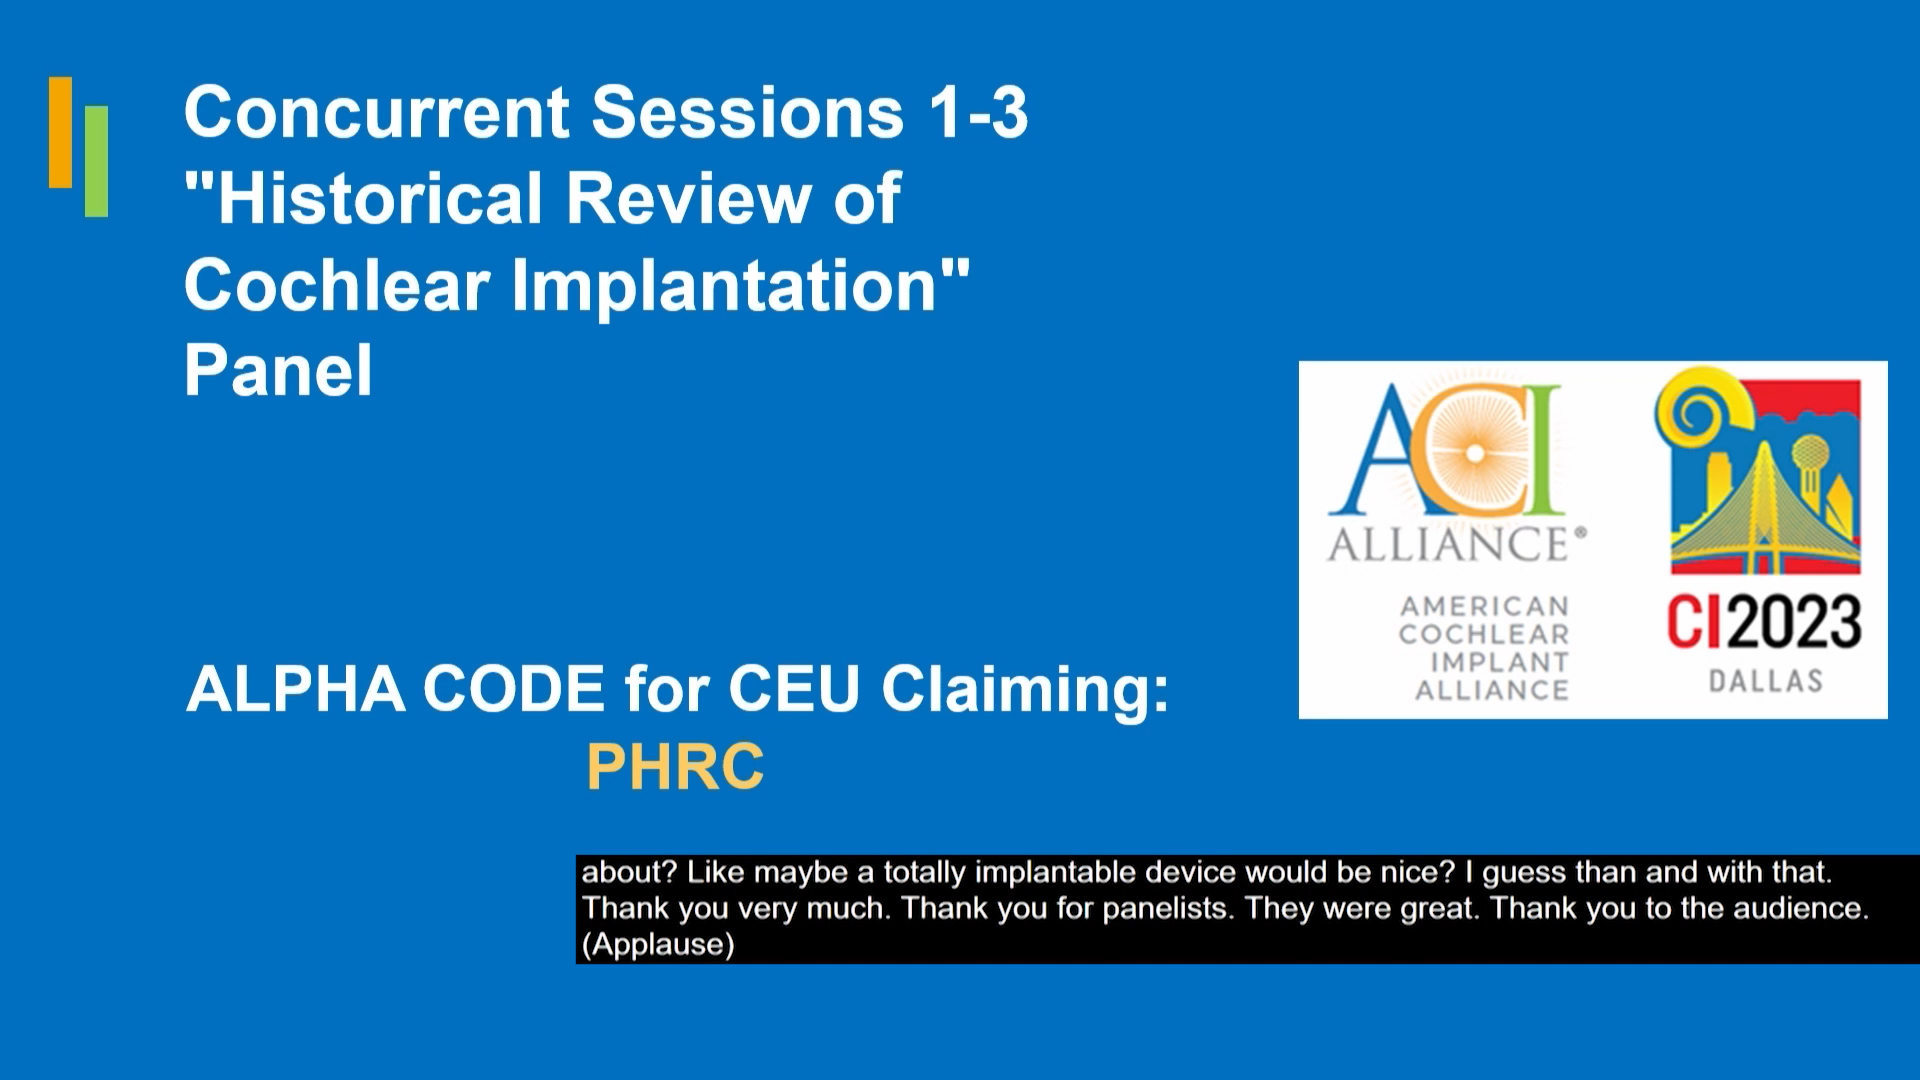 Concurrent Sessions 1-3
"Historical Review of
Cochlear Implantation"
Panel
ACI
ALLIANCE®
AMERICAN
COCHLEAR
IMPLANT
ALLIANCE
CI2023
DALLAS
ALPHA CODE for CEU Claiming:
PHRC
about? Like maybe a totally implantable device would be nice? I guess than and with that.
Thank you very much. Thank you for panelists. They were great. Thank you to the audience.
(Applause)